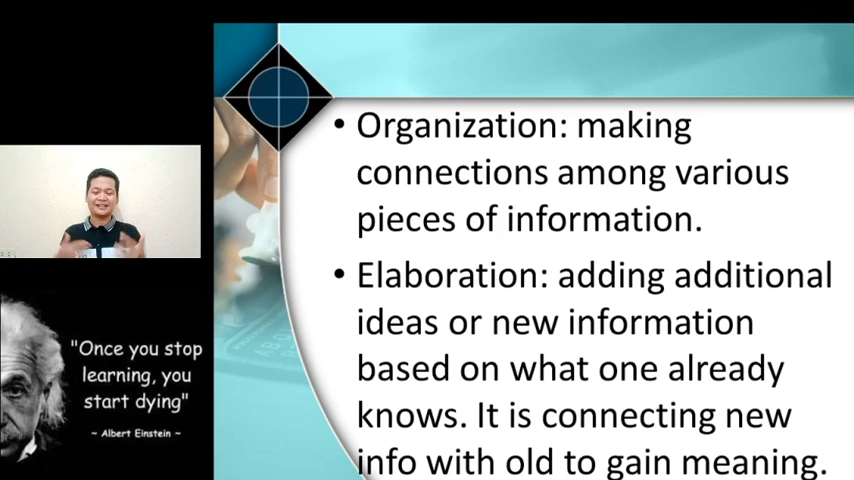 • Organization: making
connections among various
pieces of information.
• Elaboration: adding additional
ideas or new information
based on what one already
knows. It is connecting new
info with old to gain meaning.
"Once you stop
learning, you
start dying"
~ Albert Einstein ~